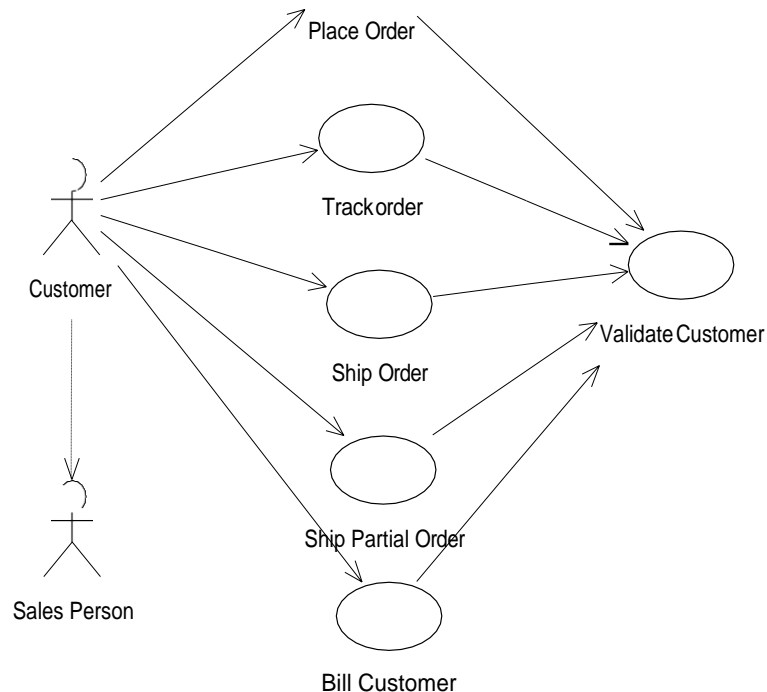 Place Order
Trackorder
Customer
Validate Customer
Ship Order
Ship Partial Order
Sales Person
Bill Customer